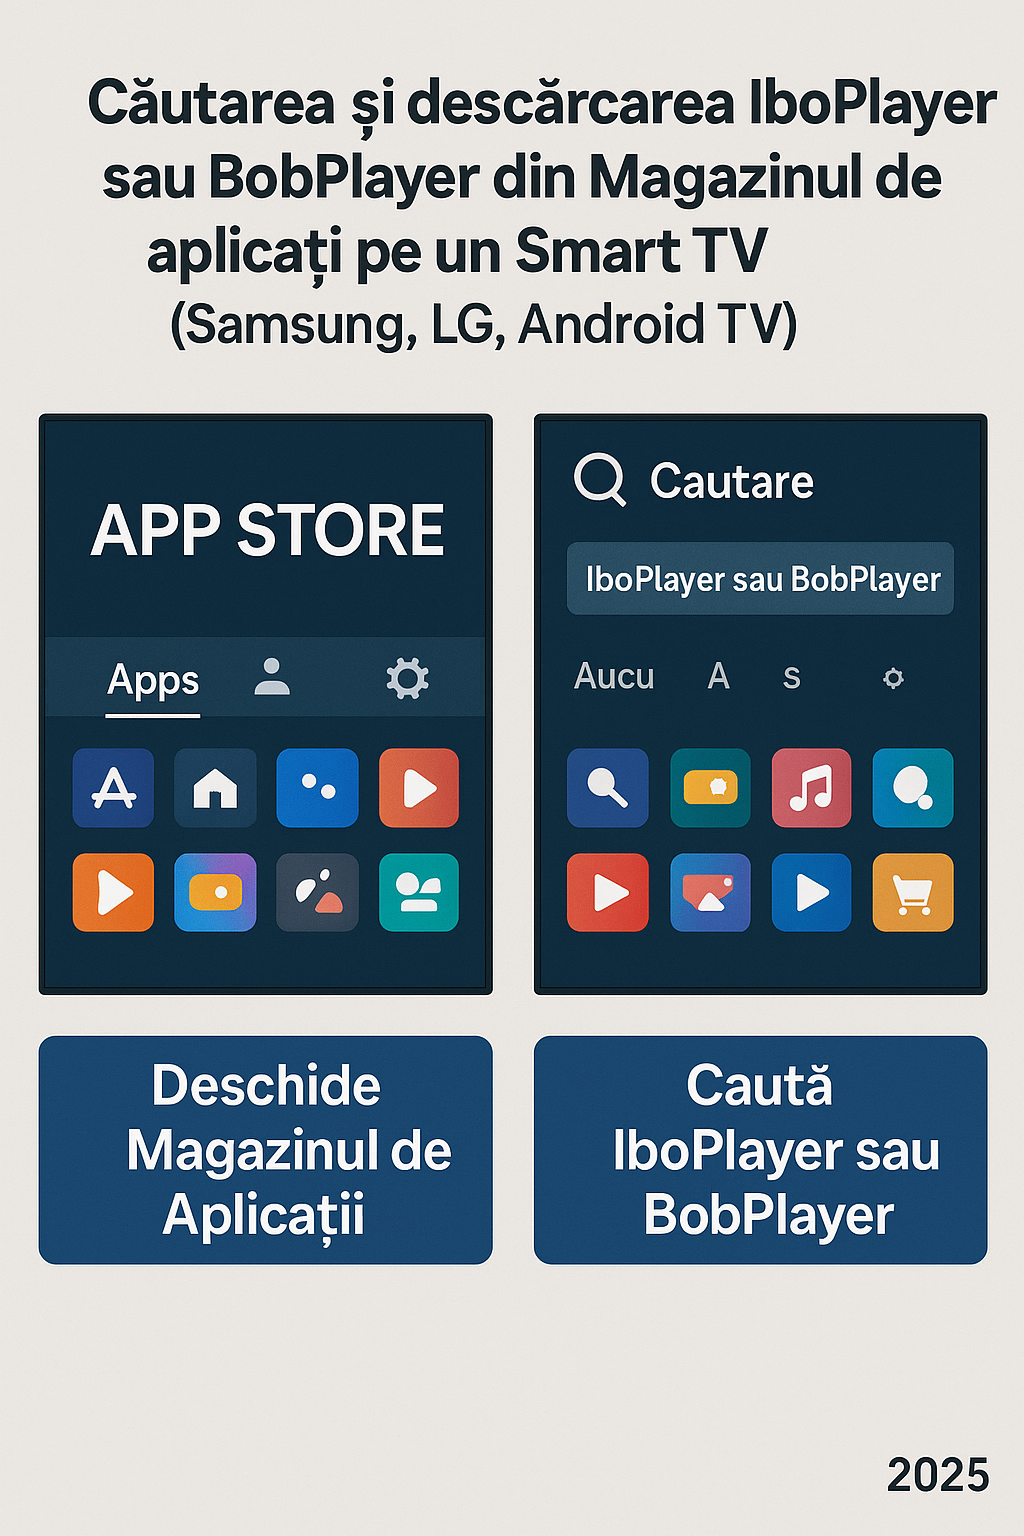 Căutarea și descărcarea IboPlayer
sau BobPlayer din Magazinul de
aplicați pe un Smart TV
(Samsung, LG, Android TV)
APP STORE
Apps
Cautare
IboPlayer sau BobPlayer
Aucu A s
Deschide
Magazinul de
Aplicații
Caută
IboPlayer sau
BobPlayer
2025